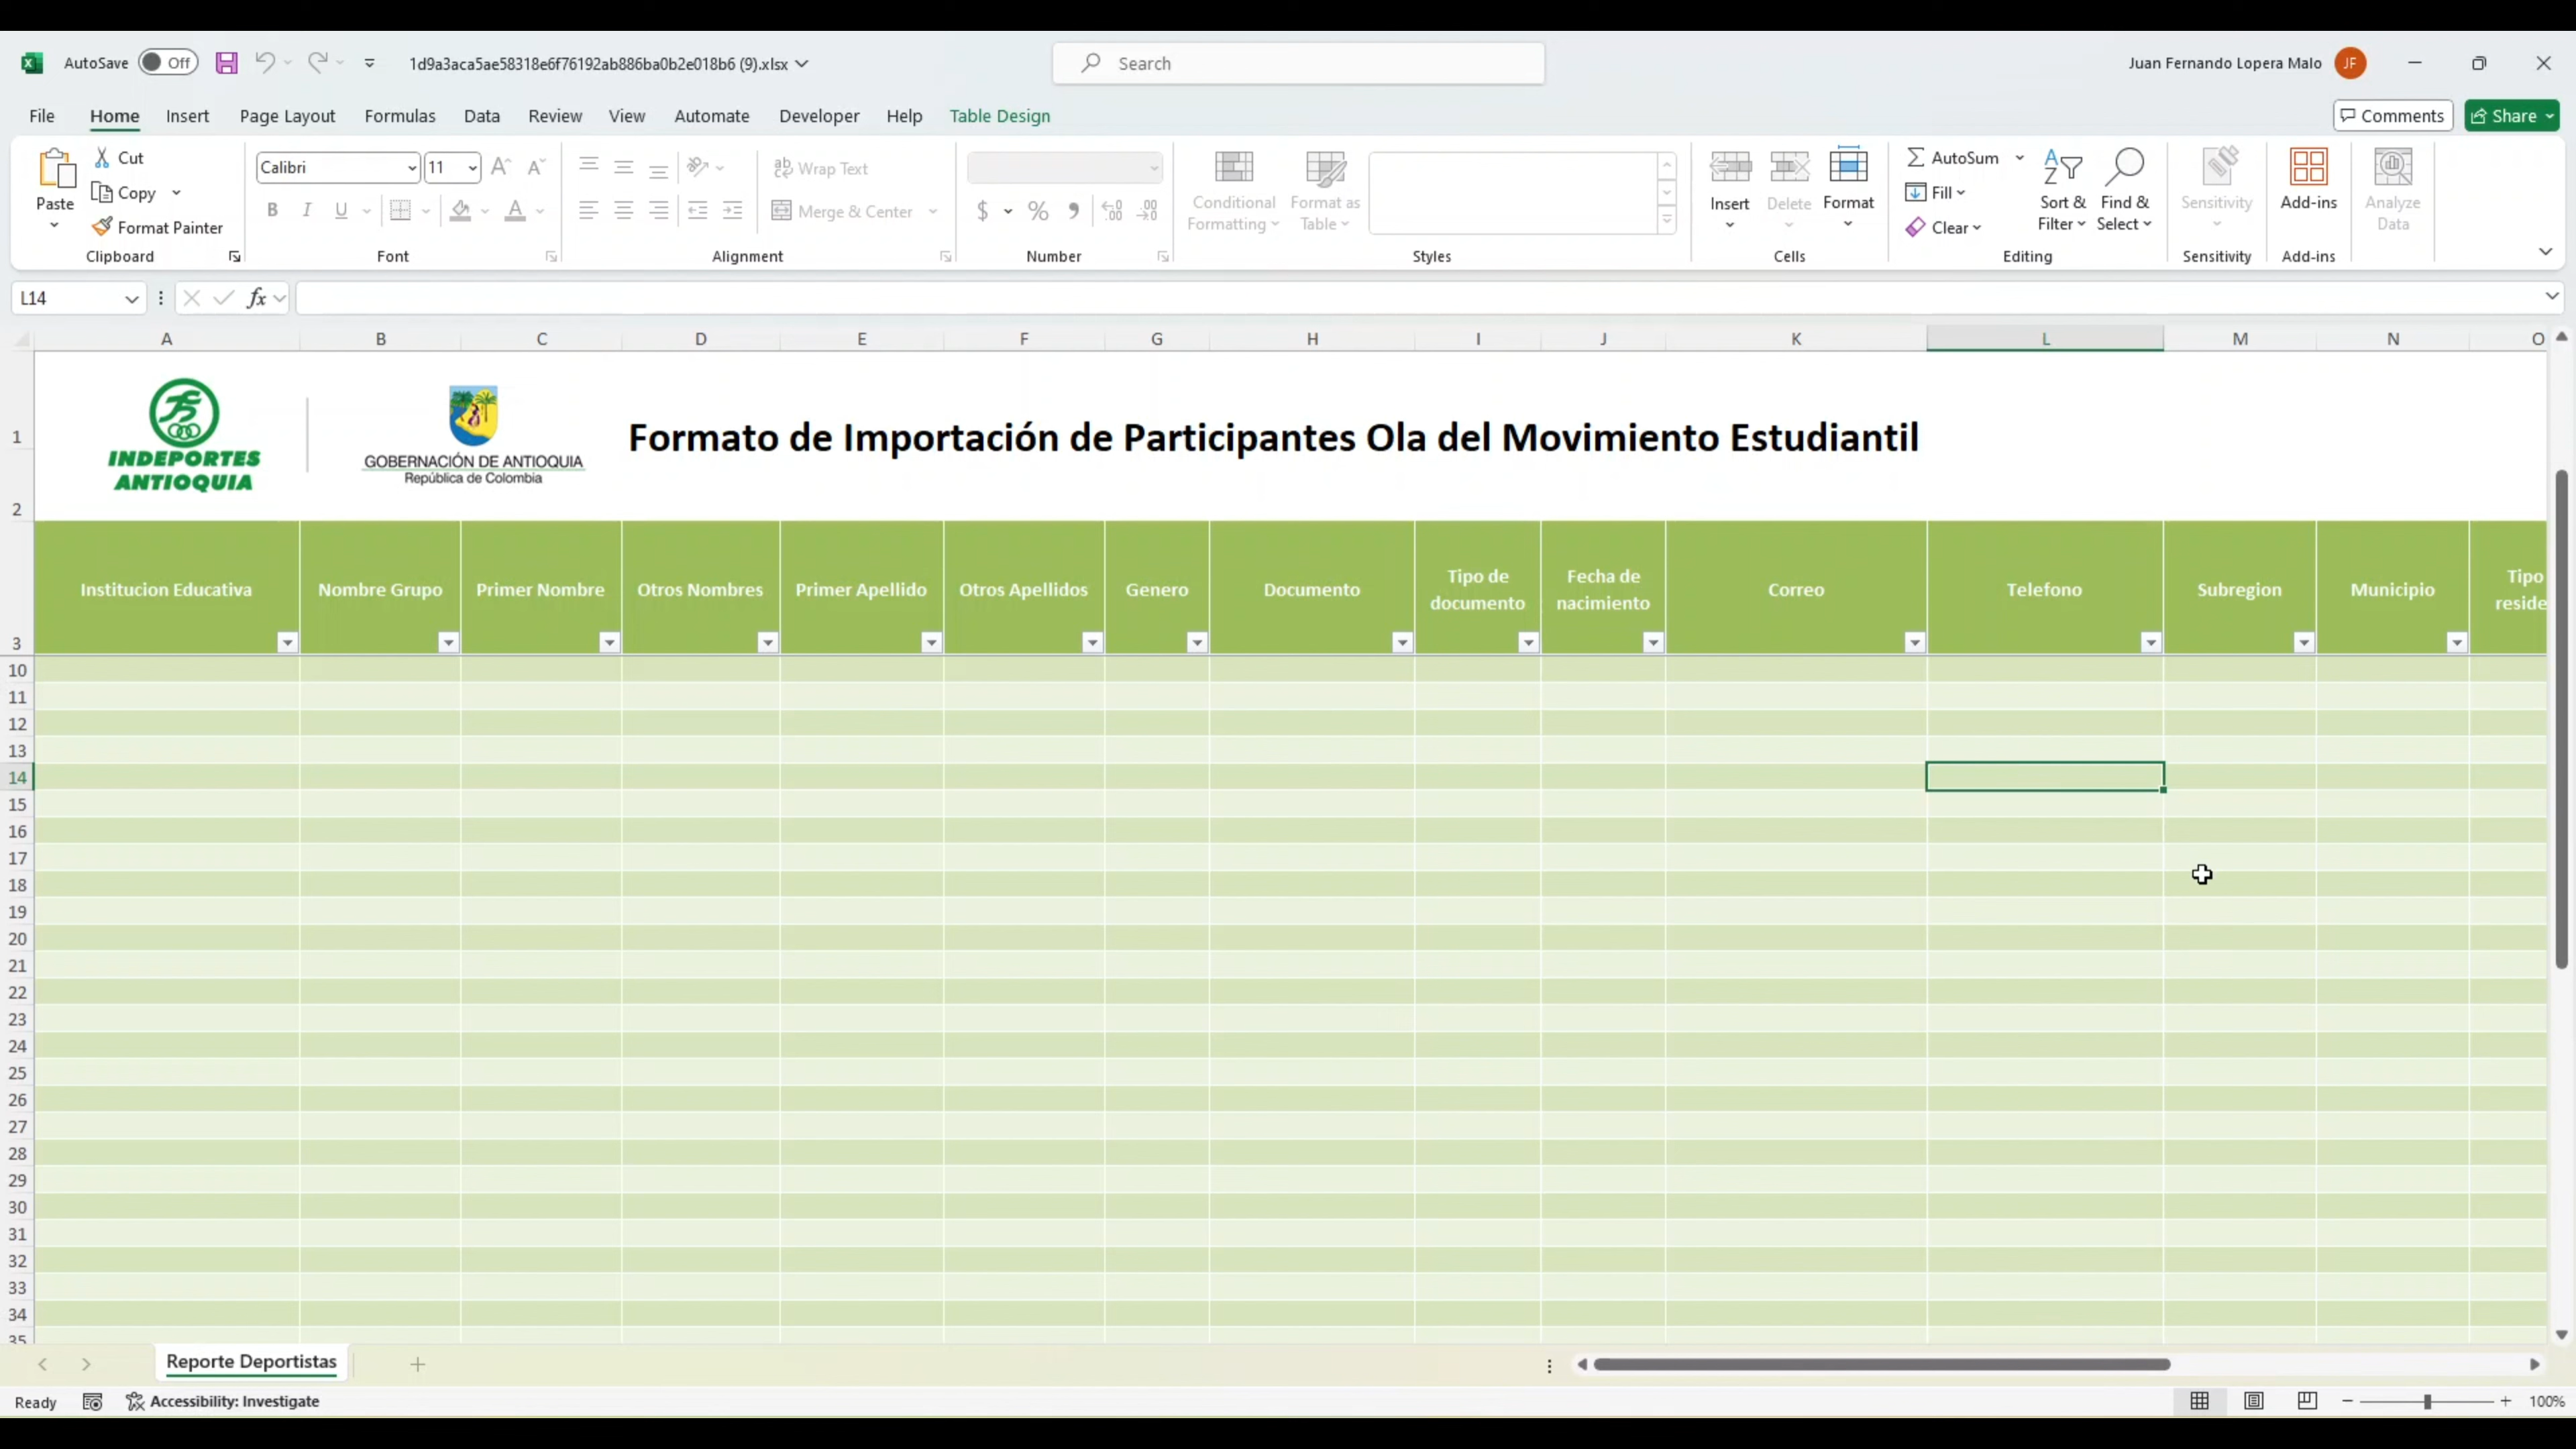 AutoSave Off 1d9a3aca5ae58318e6f76192ab886ba0b2e018b6 (9).xlsx Search Juan Fernando Lopera Malo JF
File Home Insert Page Layout Formulas Data Review View Automate Developer Help Table Design Comments Share
Paste
Cut
Copy
Format Painter
Clipboard
Calibri 11
B I U
Font
Wrap Text
Merge & Center
Alignment
$ % 9
Number
Conditional Formatting
Format as Table
Styles
Insert
Delete
Format
Cells
AutoSum
Fill
Clear
Sort & Filter
Find & Select
Editing
Sensitivity
Sensitivity
Add-ins
Add-ins
Analyze Data
L14 fx
A B C D E F G H I J K L M N O
1
2
3
INDEPORTES
ANTIOQUIA
GOBERNACIÓN DE ANTIOQUIA
República de Colombia
Formato de Importación de Participantes Ola del Movimiento Estudiantil
Institucion Educativa
Nombre Grupo
Primer Nombre
Otros Nombres
Primer Apellido
Otros Apellidos
Genero
Documento
Tipo de
documento
Fecha de
nacimiento
Correo
Telefono
Subregion
Municipio
Tipo
reside
10
11
12
13
14
15
16
17
18
19
20
21
22
23
24
25
26
27
28
29
30
31
32
33
34
35
Reporte Deportistas
Ready Accessibility: Investigate 100%